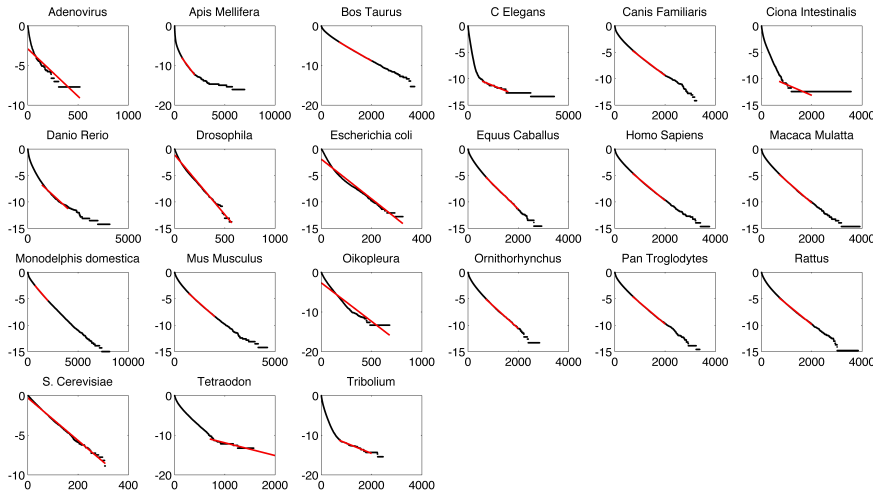 Adenovirus Apis Mellifera Bos Taurus C Elegans Canis Familiaris Ciona Intestinalis
0 0 0 0 0 0
-5 -10 -10 -5 -5 -5
-10 -10 -10
-10 -20 -20 -15 -15 -15
0 500 1000 0 5000 10000 0 2000 4000 0 2000 4000 0 2000 4000 0 2000 4000
Danio Rerio Drosophila Escherichia coli Equus Caballus Homo Sapiens Macaca Mulatta
0 0 0 0 0 0
-5 -5 -5 -5 -5 -5
-10 -10 -10 -10 -10 -10
-15 -15 -15 -15 -15 -15
0 5000 0 500 1000 0 200 400 0 2000 4000 0 2000 4000 0 2000 4000
Monodelphis domestica Mus Musculus Oikopleura Ornithorhynchus Pan Troglodytes Rattus
0 0 0 0 0 0
-5 -5 -10 -5 -5 -5
-10 -10 -10 -10 -10
-15 -15 -20 -15 -15 -15
0 5000 10000 0 5000 0 500 1000 0 2000 4000 0 2000 4000 0 2000 4000
S. Cerevisiae Tetraodon Tribolium
0 0 0
-5 -10 -10
-10 -20 -20
0 200 400 0 1000 2000 0 2000 4000